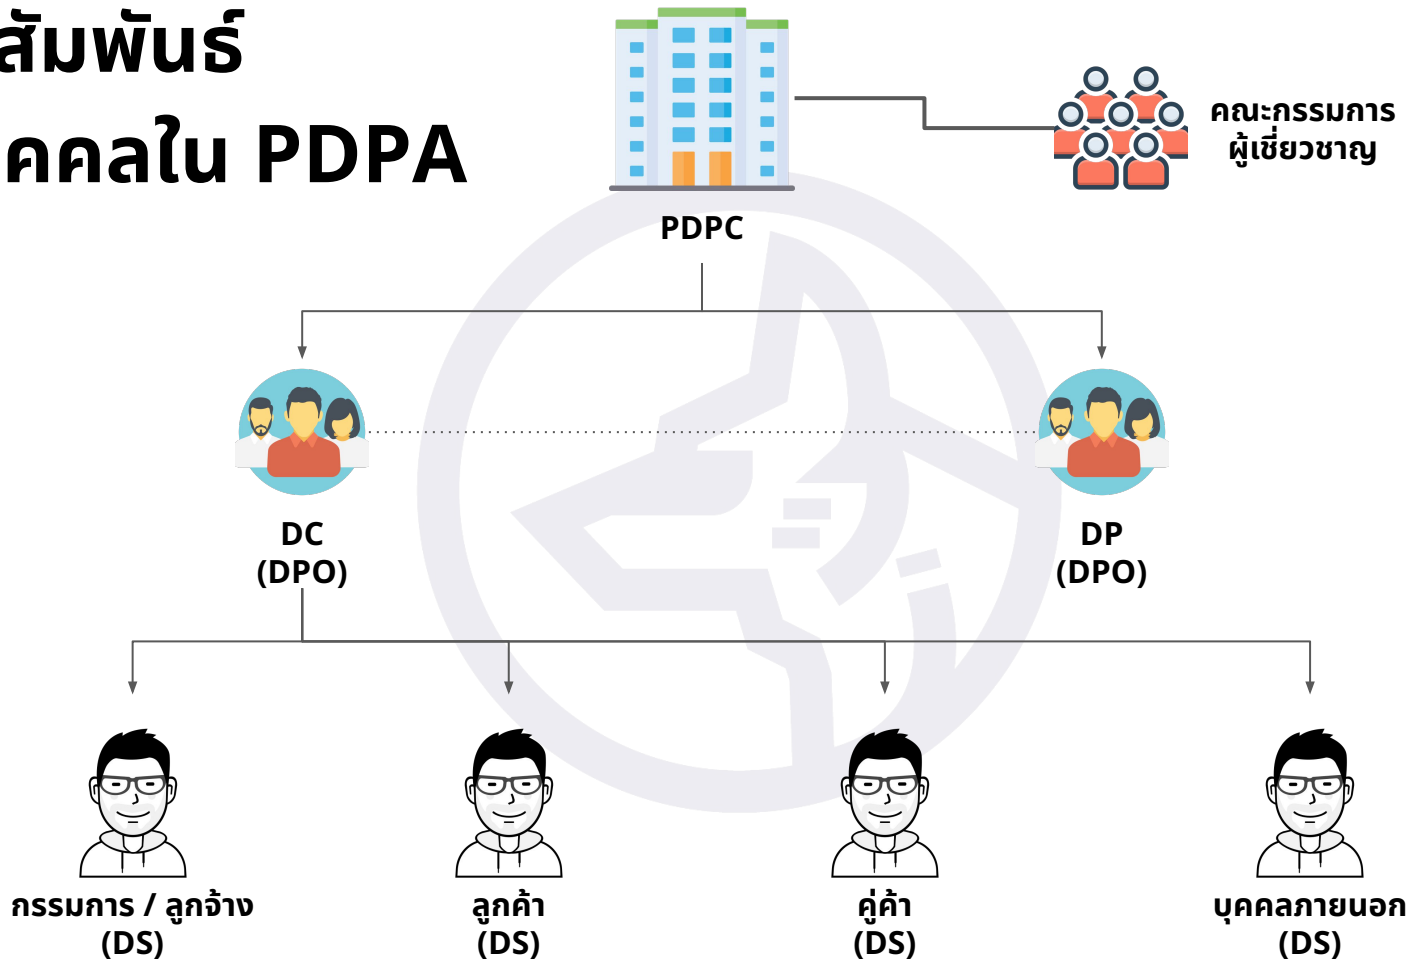 สัมพันธ์
คคลใน PDPA
คณะกรรมการ
ผู้เชี่ยวชาญ
PDPC
DC
(DPO)
DP
(DPO)
กรรมการ / ลูกจ้าง
(DS)
ลูกค้า
(DS)
คู่ค้า
(DS)
บุคคลภายนอก
(DS)